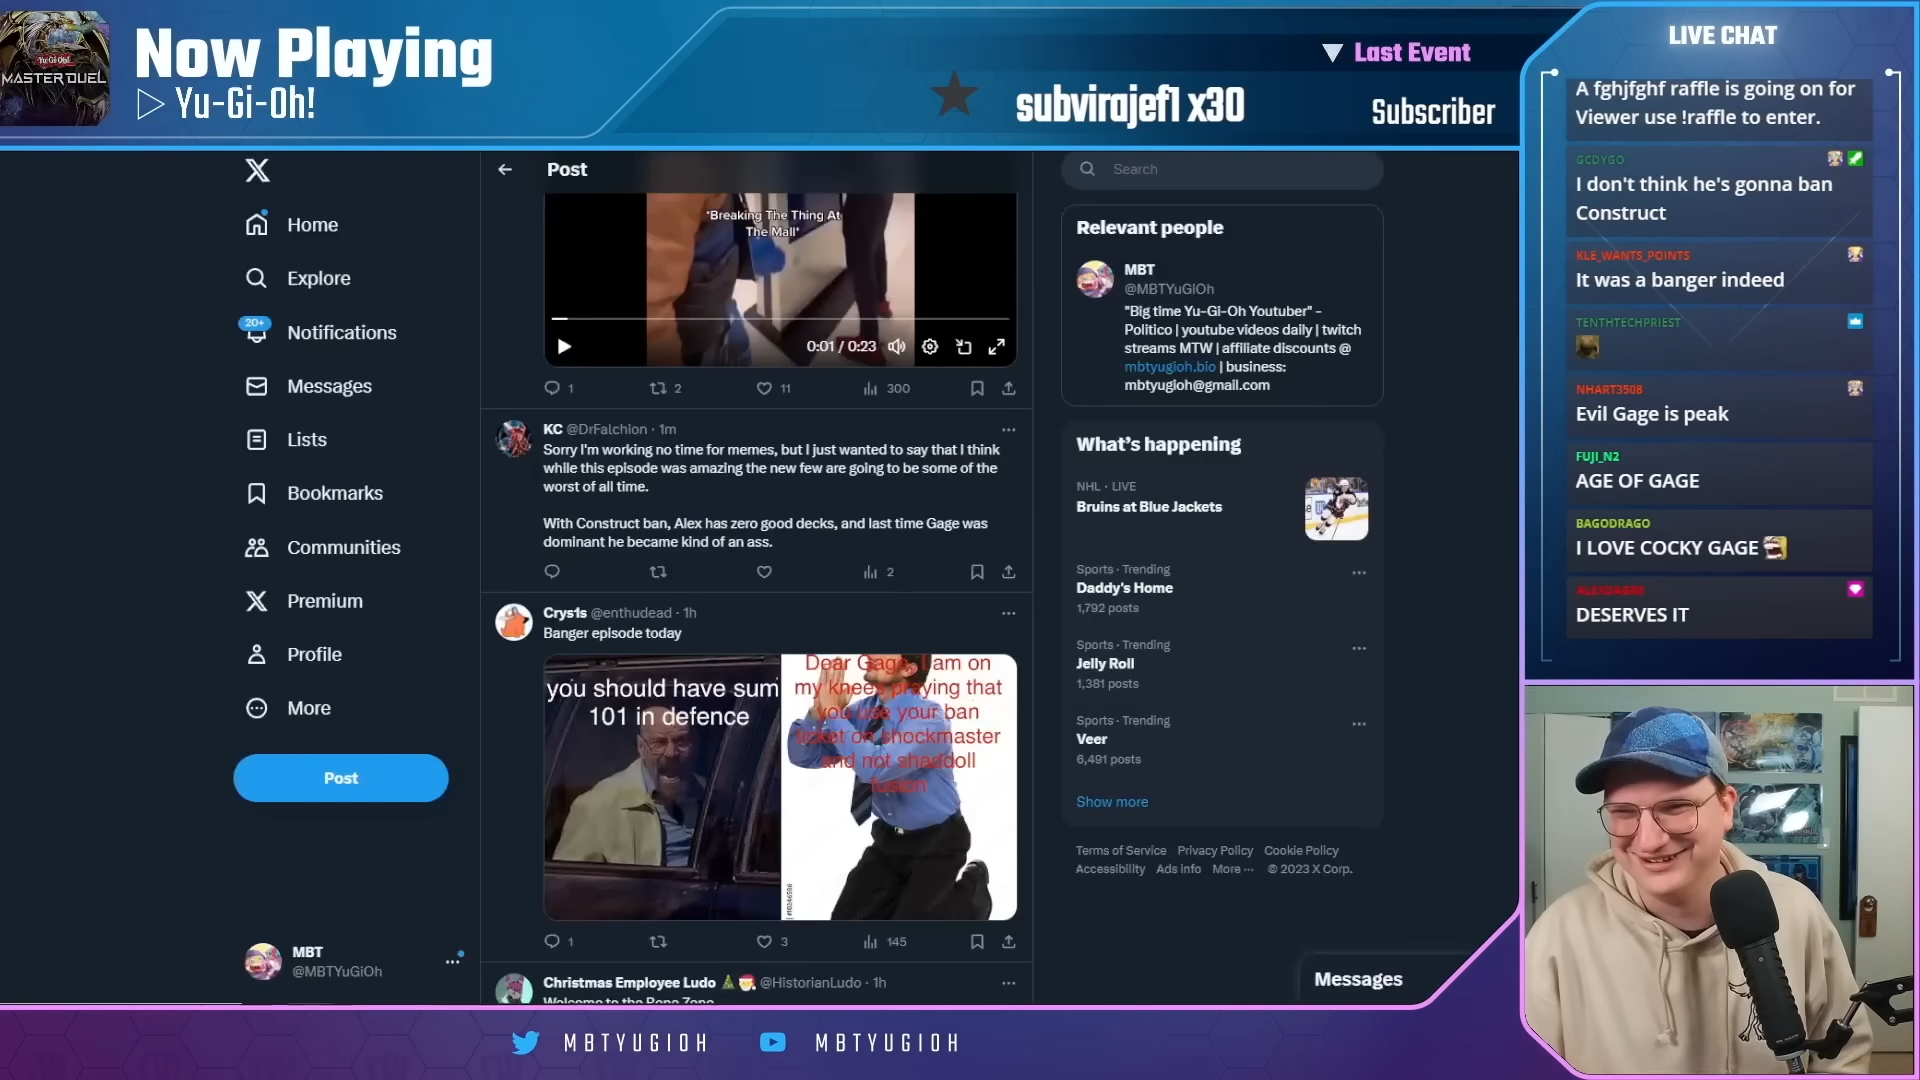 Yu-Gi-Oh!
MASTER DUEL
Now Playing
Yu-Gi-Oh!
Last Event
subvirajef1 x30
Subscriber
LIVE CHAT
A fghjfghf raffle is going on for
Viewer use !raffle to enter.
GCDYGO
I don't think he's gonna ban
Construct
KLE_WANTS_POINTS
It was a banger indeed
TENTHTECHPRIEST
NHART3508
Evil Gage is peak
FUJI_N2
AGE OF GAGE
BAGODRAGO
I LOVE COCKY GAGE
DESERVES IT
Home
Explore
20+
Notifications
Messages
Lists
Bookmarks
Communities
Premium
Profile
More
Post
MBT
@MBTYuGiOh
Post
*Breaking The Thing At
The Mall*
0:01 / 0:23
1
2
11
300
KC @DrFalchion · 1m
Sorry I'm working no time for memes, but I just wanted to say that I think
while this episode was amazing the new few are going to be some of the
worst of all time.
With Construct ban, Alex has zero good decks, and last time Gage was
dominant he became kind of an ass.
2
Crys1s @enthudead · 1h
Banger episode today
you should have sum
101 in defence
Dear Gage, I am on
my knees praying that
you use your ban
ticket on shockmaster
and not shaddoll
fusion
1
3
145
Christmas Employee Ludo @HistorianLudo · 1h
Welcome to the Rope Zone
Search
Relevant people
MBT
@MBTYuGiOh
"Big time Yu-Gi-Oh Youtuber" -
Politico | youtube videos daily | twitch
streams MTW | affiliate discounts @
mbtyugioh.bio | business:
mbtyugioh@gmail.com
What's happening
NHL · LIVE
Bruins at Blue Jackets
Sports · Trending
Daddy's Home
1,792 posts
Sports · Trending
Jelly Roll
1,381 posts
Sports · Trending
Veer
6,491 posts
Show more
Terms of Service Privacy Policy Cookie Policy
Accessibility Ads info More ··· © 2023 X Corp.
Messages
MBTYUGIOH
MBTYUGIOH